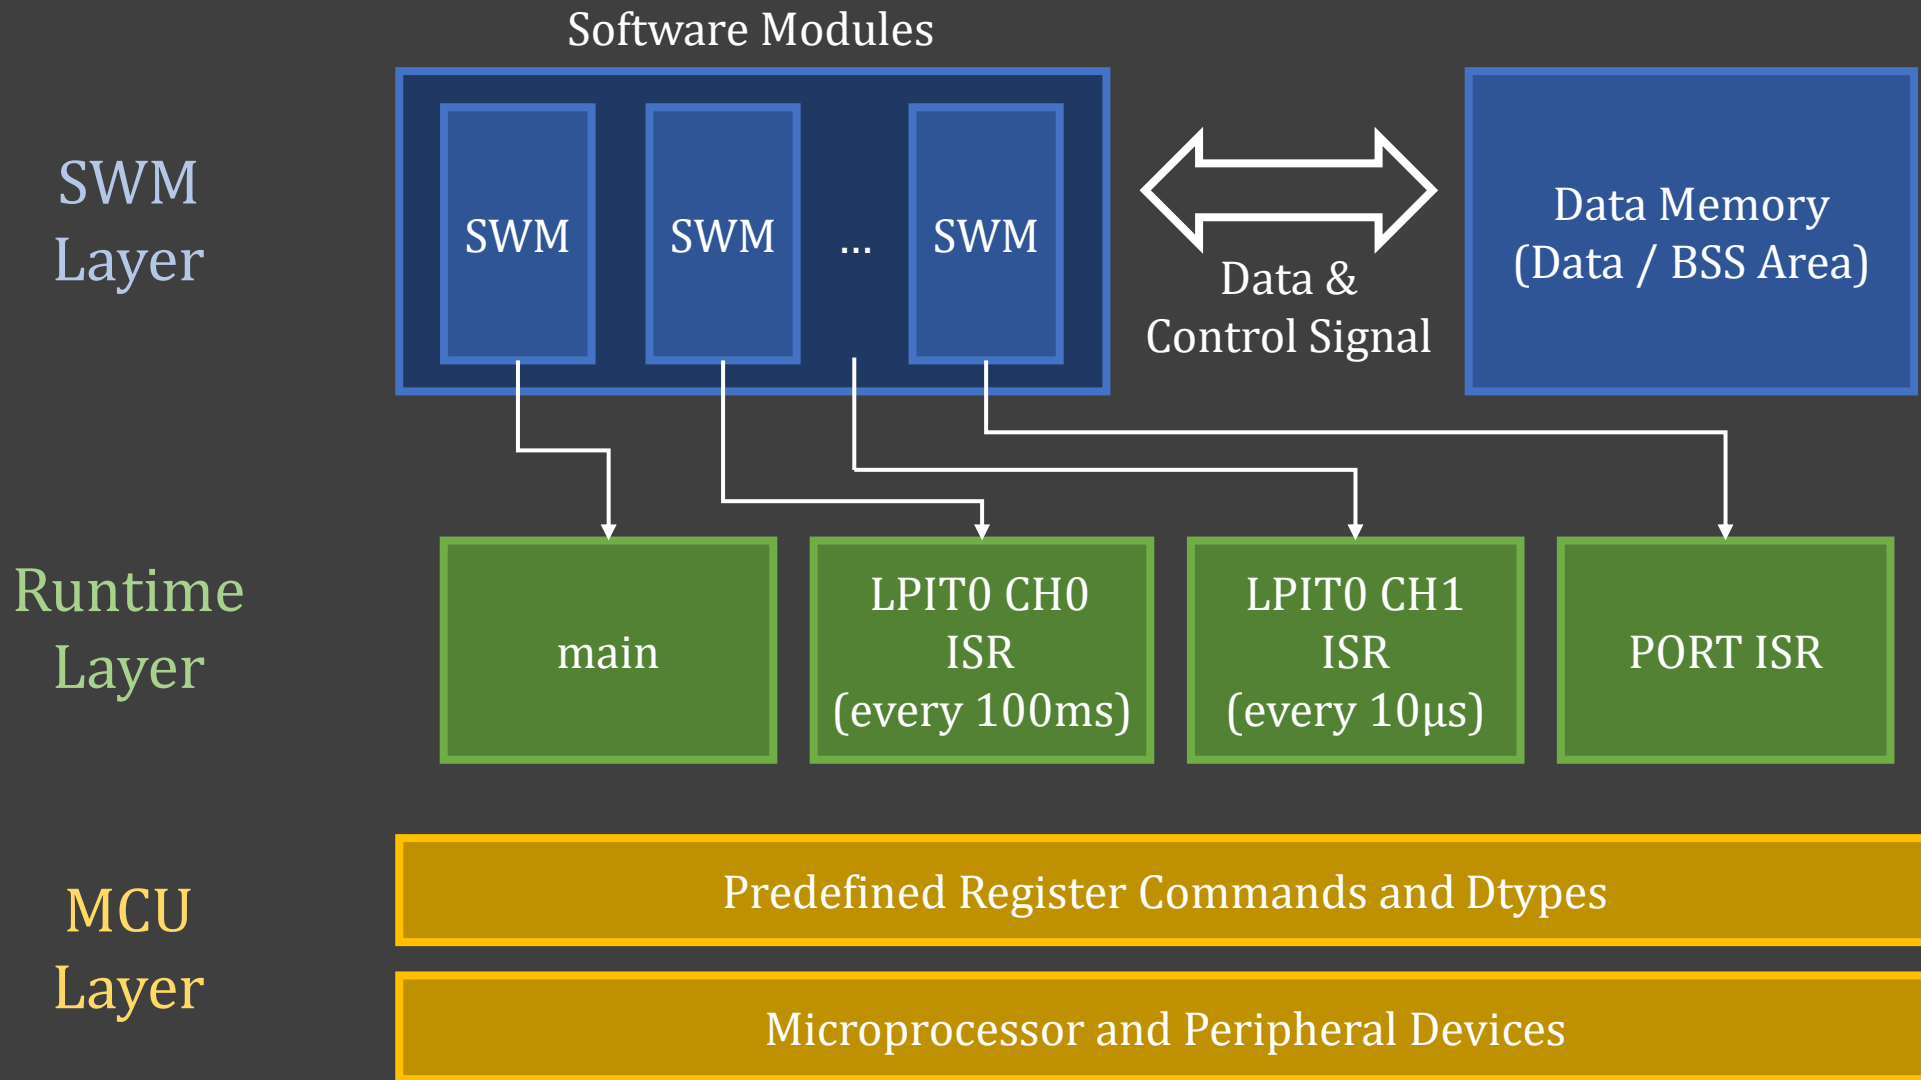 Software Modules
SWM
Layer
SWM
SWM
...
SWM
Data &
Control Signal
Data Memory
(Data / BSS Area)
Runtime
Layer
main
LPIT0 CH0
ISR
(every 100ms)
LPIT0 CH1
ISR
(every 10μs)
PORT ISR
MCU
Layer
Predefined Register Commands and Dtypes
Microprocessor and Peripheral Devices